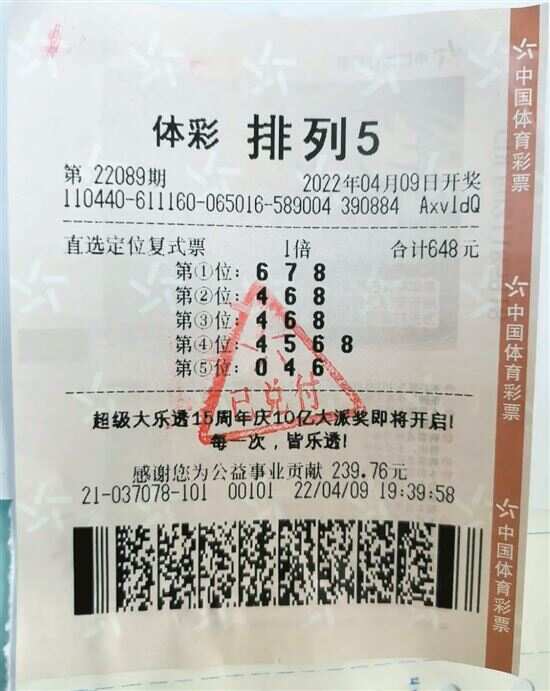 体彩 排列5
第 22089期 2022年04月09日开奖
110440-611160-065016-589004 390884 AxvldQ
直选定位复式票 1倍 合计648元
第①位: 6 7 8
第②位: 4 6 8
第③位: 4 6 8
第④位: 4 5 6 8
第⑤位: 0 4 6
已兑付
超级大乐透15周年庆10亿大派奖即将开启!
每一次，皆乐透!
感谢您为公益事业贡献 239.76元
21-037078-101 00101 22/04/09 19:39:58
中国体育彩票
中国体育彩票
中国体育彩票